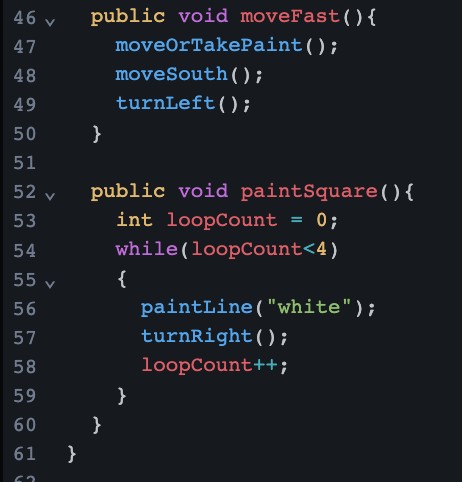 46 public void moveFast(){
47 moveOrTakePaint();
48 moveSouth();
49 turnLeft();
50 }
51
52 public void paintSquare(){
53 int loopCount = 0;
54 while(loopCount<4)
55 {
56 paintLine("white");
57 turnRight();
58 loopCount++;
59 }
60 }
61 }